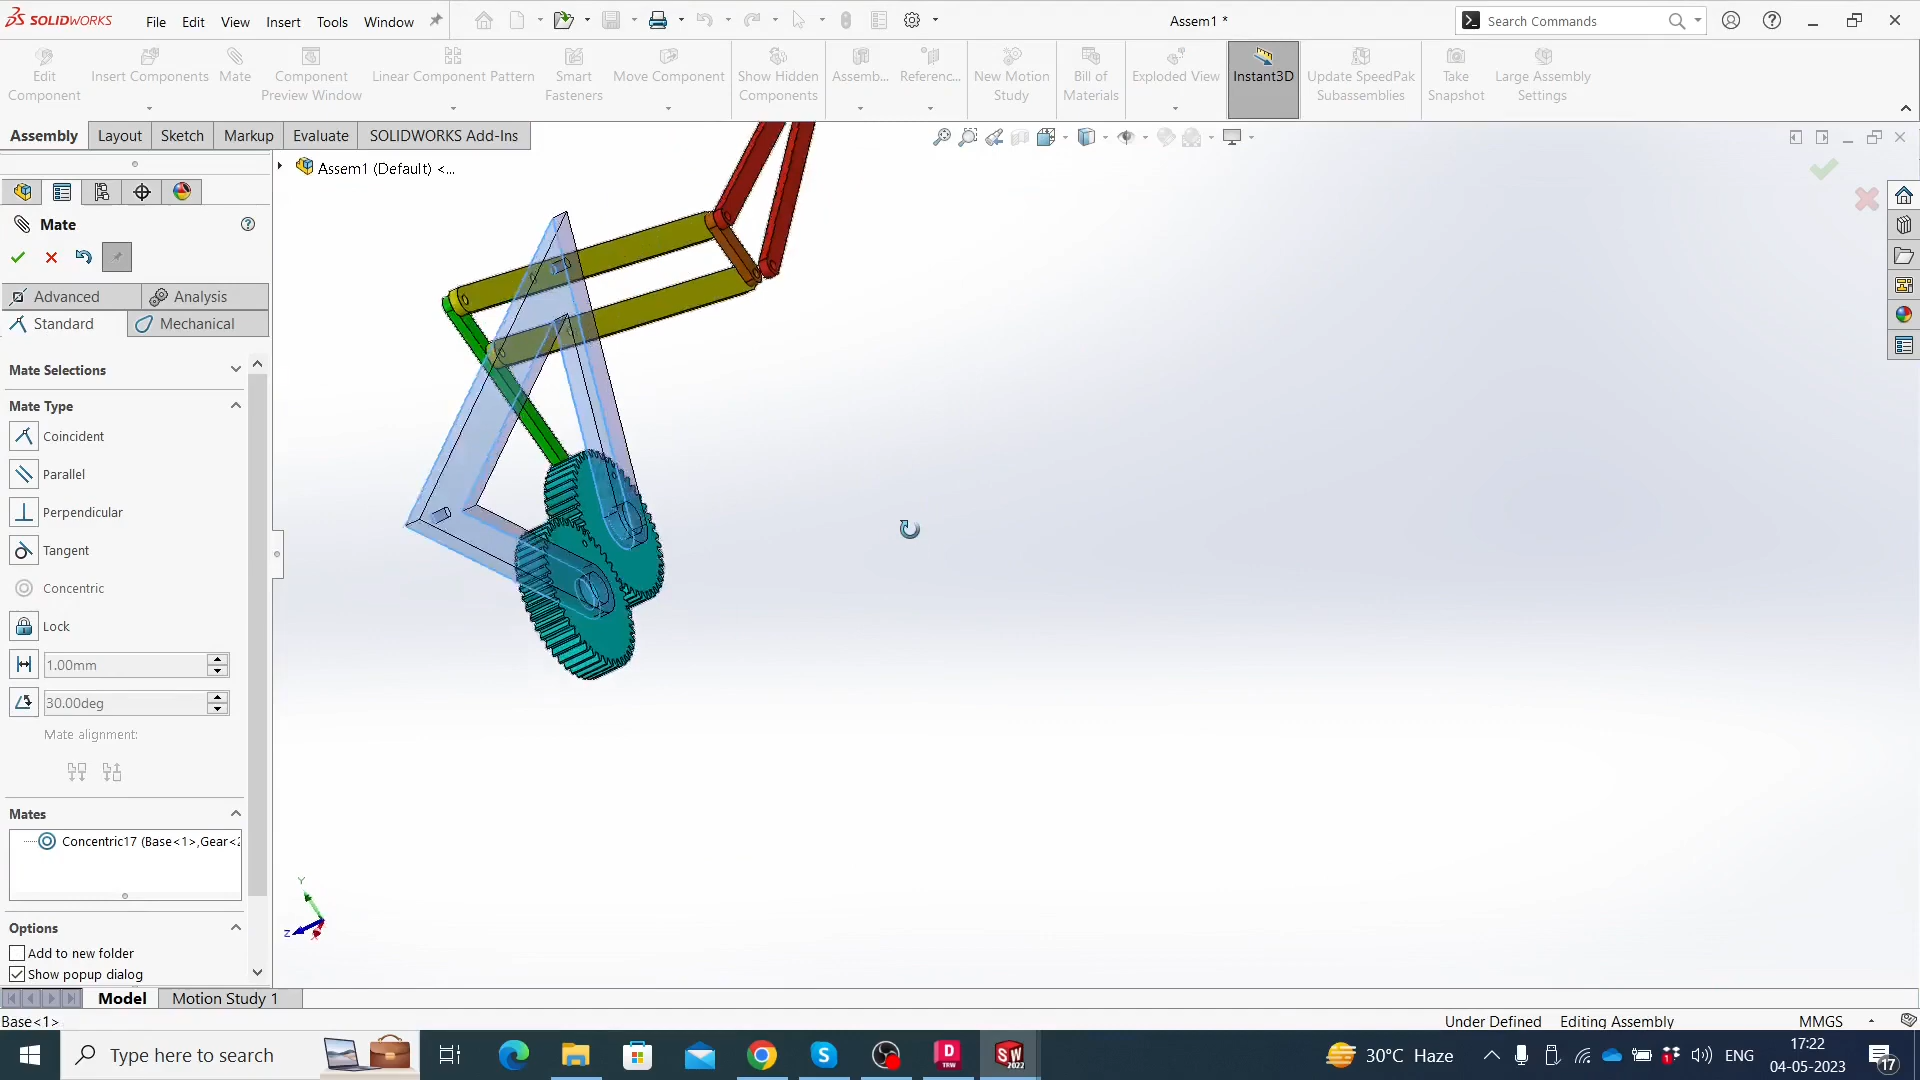 SOLIDWORKS File Edit View Insert Tools Window Assem1 * Search Commands
Edit Component
Insert Components
Mate
Component Preview Window
Linear Component Pattern
Smart Fasteners
Move Component
Show Hidden Components
Assemb...
Referenc...
New Motion Study
Bill of Materials
Exploded View
Instant3D
Update SpeedPak Subassemblies
Take Snapshot
Large Assembly Settings
Assembly Layout Sketch Markup Evaluate SOLIDWORKS Add-Ins
Assem1 (Default) <...
Mate
Advanced Analysis
Standard Mechanical
Mate Selections
Mate Type
Coincident
Parallel
Perpendicular
Tangent
Concentric
Lock
1.00mm
30.00deg
Mate alignment:
Mates
Concentric17 (Base<1>,Gear<2
Options
Add to new folder
Show popup dialog
Y
Z
Model Motion Study 1
Base<1> Under Defined Editing Assembly MMGS
Type here to search
SW 2022
30°C Haze
ENG
17:22
04-05-2023
17